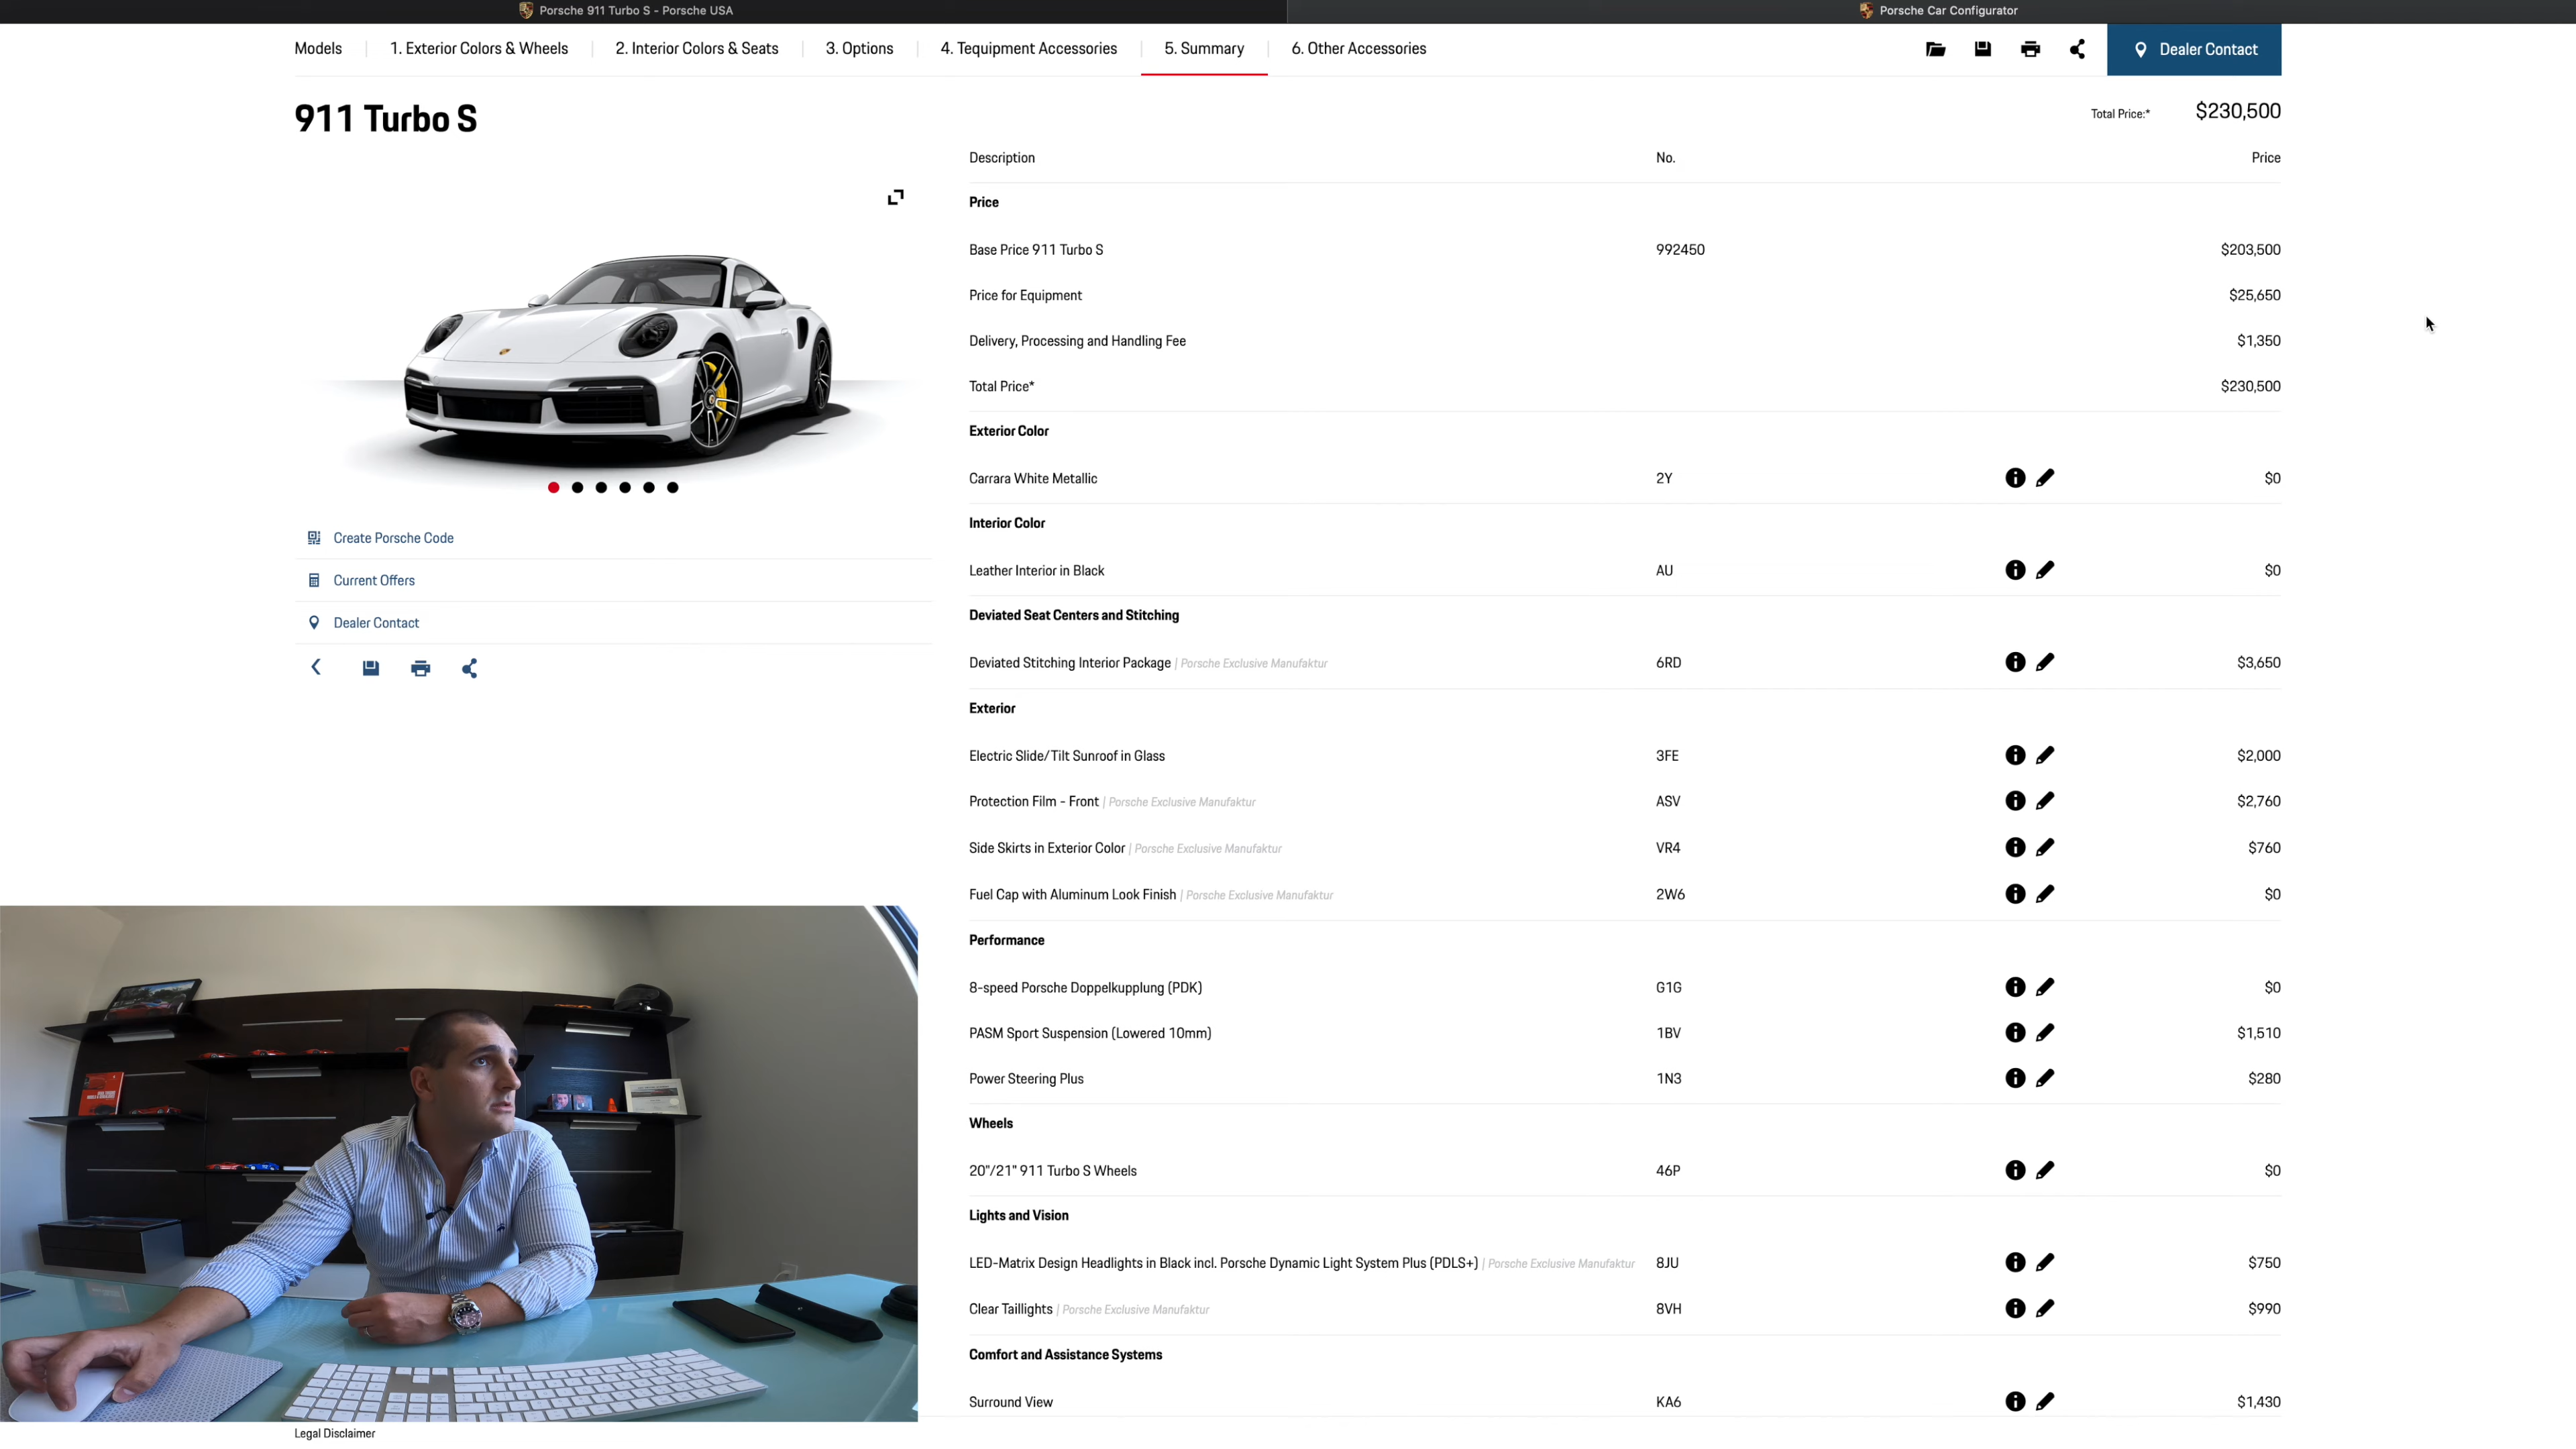 Porsche 911 Turbo S - Porsche USA
Porsche Car Configurator
Models 1. Exterior Colors & Wheels 2. Interior Colors & Seats 3. Options 4. Tequipment Accessories 5. Summary 6. Other Accessories Dealer Contact
911 Turbo S
Total Price:* $230,500
Description No. Price
Price
Base Price 911 Turbo S 992450 $203,500
Price for Equipment $25,650
Delivery, Processing and Handling Fee $1,350
Total Price* $230,500
Exterior Color
Carrara White Metallic 2Y $0
Interior Color
Leather Interior in Black AU $0
Deviated Seat Centers and Stitching
Deviated Stitching Interior Package | Porsche Exclusive Manufaktur 6RD $3,650
Exterior
Electric Slide/Tilt Sunroof in Glass 3FE $2,000
Protection Film - Front | Porsche Exclusive Manufaktur ASV $2,760
Side Skirts in Exterior Color | Porsche Exclusive Manufaktur VR4 $760
Fuel Cap with Aluminum Look Finish | Porsche Exclusive Manufaktur 2W6 $0
Performance
8-speed Porsche Doppelkupplung (PDK) G1G $0
PASM Sport Suspension (Lowered 10mm) 1BV $1,510
Power Steering Plus 1N3 $280
Wheels
20"/21" 911 Turbo S Wheels 46P $0
Lights and Vision
LED-Matrix Design Headlights in Black incl. Porsche Dynamic Light System Plus (PDLS+) | Porsche Exclusive Manufaktur 8JU $750
Clear Taillights | Porsche Exclusive Manufaktur 8VH $990
Comfort and Assistance Systems
Surround View KA6 $1,430
Create Porsche Code
Current Offers
Dealer Contact
Legal Disclaimer